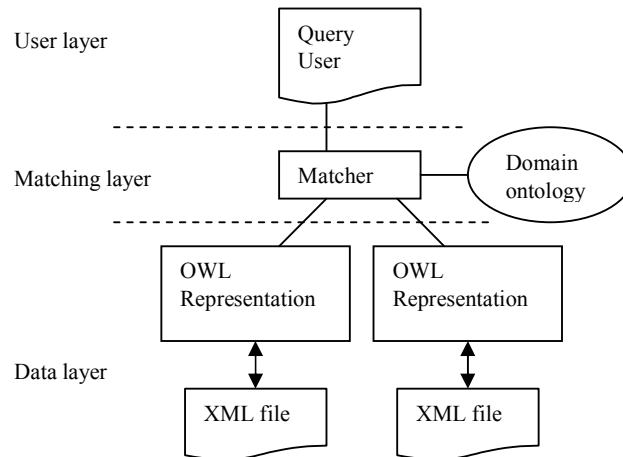 User layer
Query
User
Matching layer
Matcher
Domain
ontology
OWL
Representation
OWL
Representation
Data layer
XML file
XML file